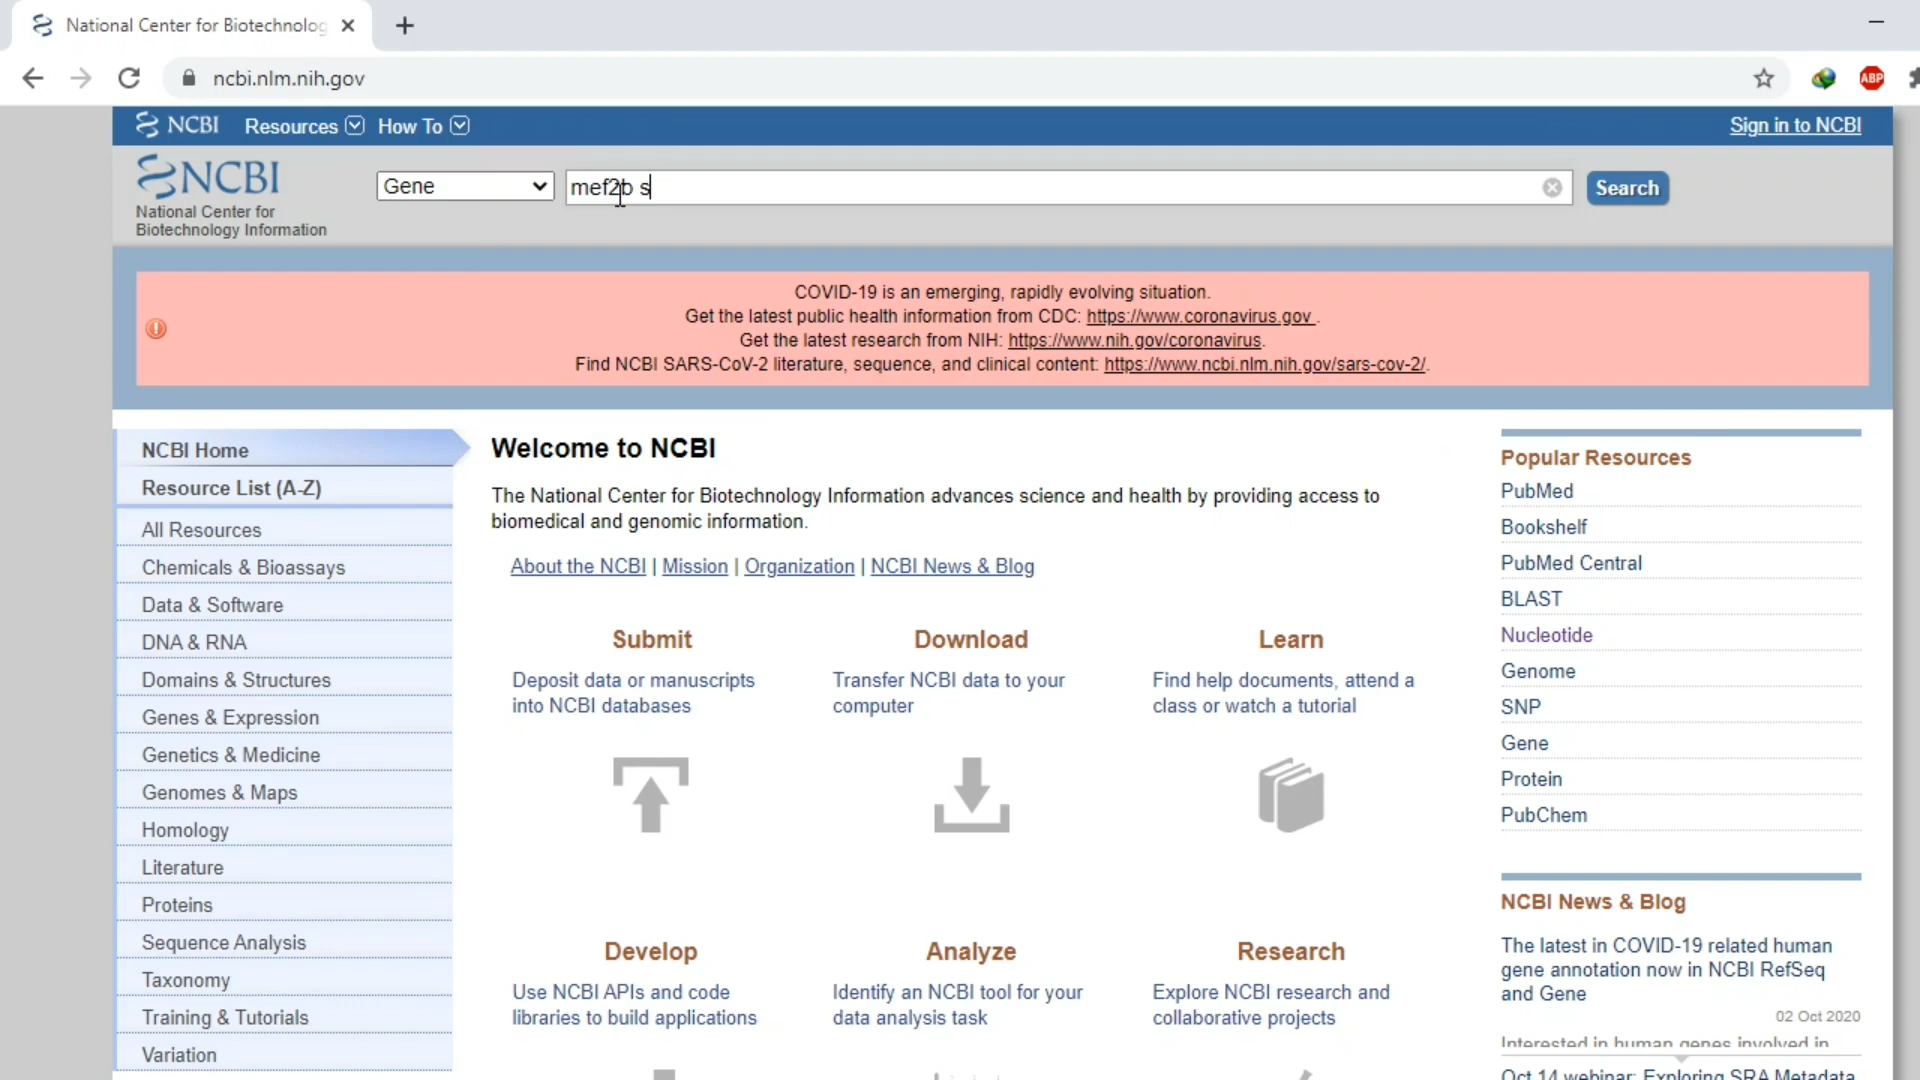 National Center for Biotechnolog
ncbi.nlm.nih.gov
ABP
NCBI Resources How To Sign in to NCBI
NCBI
National Center for
Biotechnology Information
Gene
mef2b s
Search
COVID-19 is an emerging, rapidly evolving situation.
Get the latest public health information from CDC: https://www.coronavirus.gov .
Get the latest research from NIH: https://www.nih.gov/coronavirus.
Find NCBI SARS-CoV-2 literature, sequence, and clinical content: https://www.ncbi.nlm.nih.gov/sars-cov-2/.
NCBI Home
Resource List (A-Z)
All Resources
Chemicals & Bioassays
Data & Software
DNA & RNA
Domains & Structures
Genes & Expression
Genetics & Medicine
Genomes & Maps
Homology
Literature
Proteins
Sequence Analysis
Taxonomy
Training & Tutorials
Variation
Welcome to NCBI
The National Center for Biotechnology Information advances science and health by providing access to
biomedical and genomic information.
About the NCBI | Mission | Organization | NCBI News & Blog
Submit
Deposit data or manuscripts
into NCBI databases
Download
Transfer NCBI data to your
computer
Learn
Find help documents, attend a
class or watch a tutorial
Develop
Use NCBI APIs and code
libraries to build applications
Analyze
Identify an NCBI tool for your
data analysis task
Research
Explore NCBI research and
collaborative projects
Popular Resources
PubMed
Bookshelf
PubMed Central
BLAST
Nucleotide
Genome
SNP
Gene
Protein
PubChem
NCBI News & Blog
The latest in COVID-19 related human
gene annotation now in NCBI RefSeq
and Gene
02 Oct 2020
Interested in human genes involved in
Oct 14 webinar: Exploring SRA Metadata